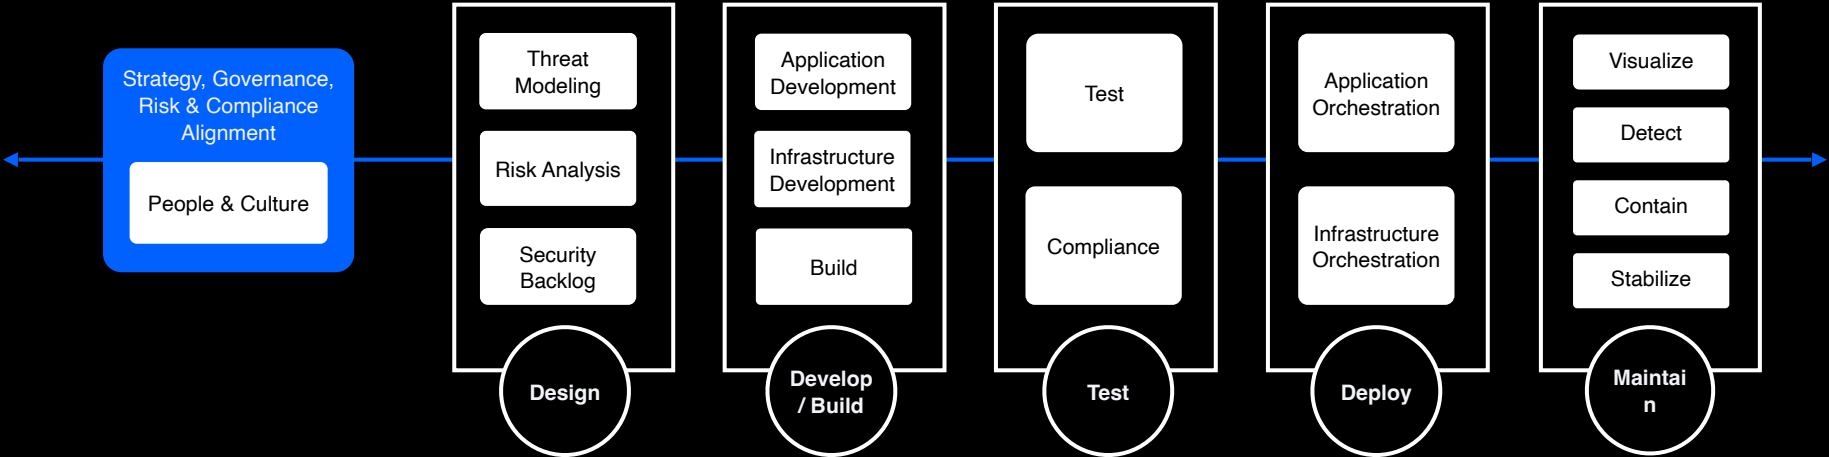 Strategy, Governance,
Risk & Compliance
Alignment
People & Culture
Threat
Modeling
Risk Analysis
Security
Backlog
Design
Application
Development
Infrastructure
Development
Build
Develop
/ Build
Test
Compliance
Test
Application
Orchestration
Infrastructure
Orchestration
Deploy
Visualize
Detect
Contain
Stabilize
Maintai
n